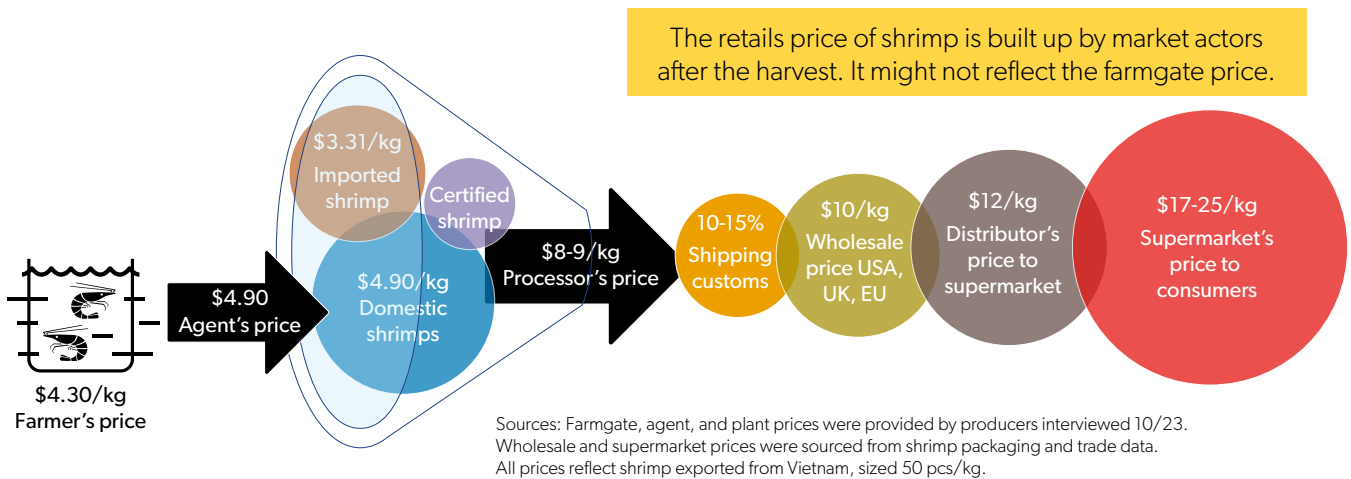 The retails price of shrimp is built up by market actors
after the harvest. It might not reflect the farmgate price.
$4.30/kg
Farmer's price
$4.90
Agent's price
$3.31/kg
Imported
shrimp
Certified
shrimp
$4.90/kg
Domestic
shrimps
$8-9/kg
Processor's price
10-15%
Shipping
customs
$10/kg
Wholesale
price USA,
UK, EU
$12/kg
Distributor's
price to
supermarket
$17-25/kg
Supermarket's
price to
consumers
Sources: Farmgate, agent, and plant prices were provided by producers interviewed 10/23.
Wholesale and supermarket prices were sourced from shrimp packaging and trade data.
All prices reflect shrimp exported from Vietnam, sized 50 pcs/kg.